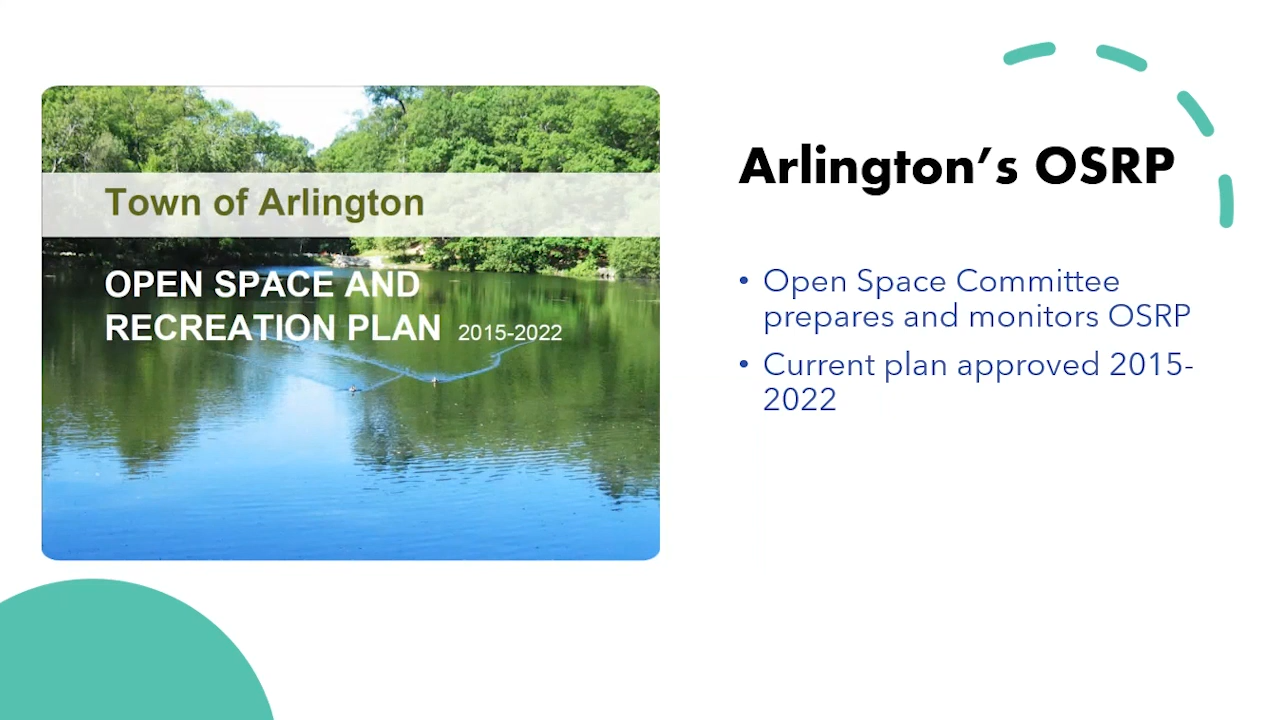 Town of Arlington
OPEN SPACE AND
RECREATION PLAN 2015-2022
Arlington’s OSRP
• Open Space Committee
prepares and monitors OSRP
• Current plan approved 2015-
2022